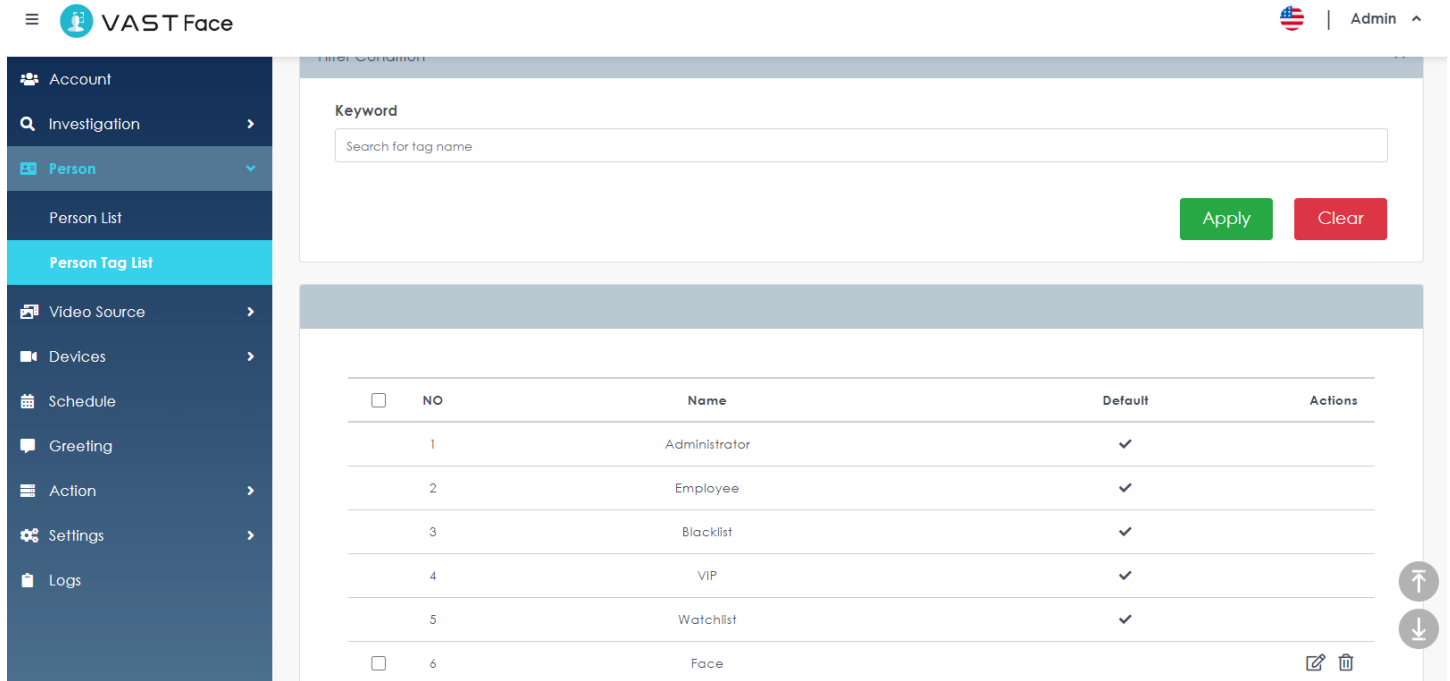 VAST Face
Admin
Account
Investigation
Person
Person List
Person Tag List
Video Source
Devices
Schedule
Greeting
Action
Settings
Logs
Filter Condition
Keyword
Search for tag name
Apply Clear
NO Name Default Actions
1 Administrator
2 Employee
3 Blacklist
4 VIP
5 Watchlist
6 Face